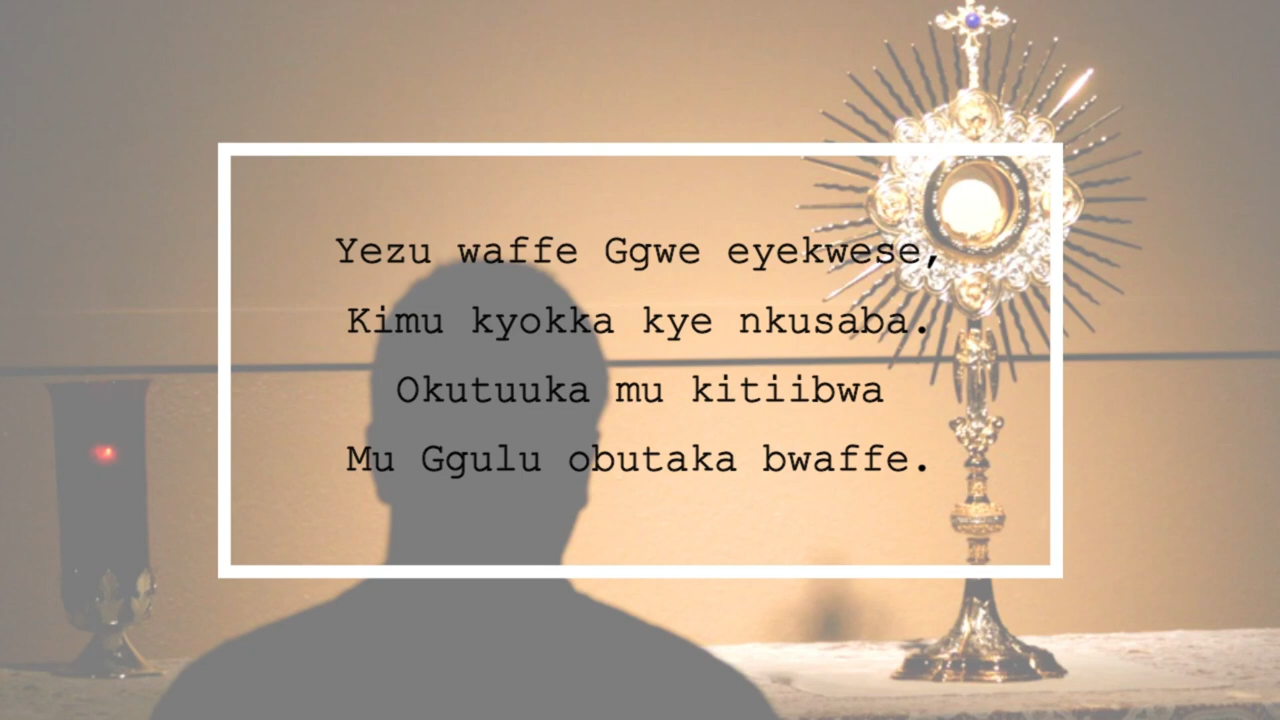 Yezu waffe Ggwe eyekwese,
Kimu kyokka kye nkusaba.
Okutuuka mu kitiibwa
Mu Ggulu obutaka bwaffe.